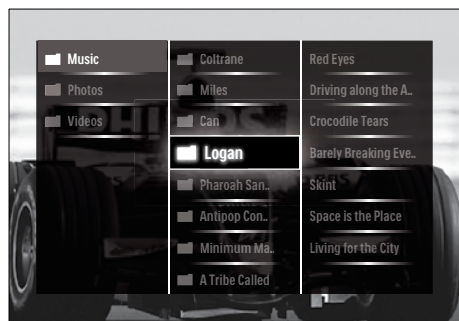 Music
Photos
Videos
Coltrane
Miles
Can
Logan
Pharoah San..
Antipop Con..
Minimum Ma..
A Tribe Called
Red Eyes
Driving along the A..
Crocodile Tears
Barely Breaking Eve..
Skint
Space is the Place
Living for the City
PHILIPS